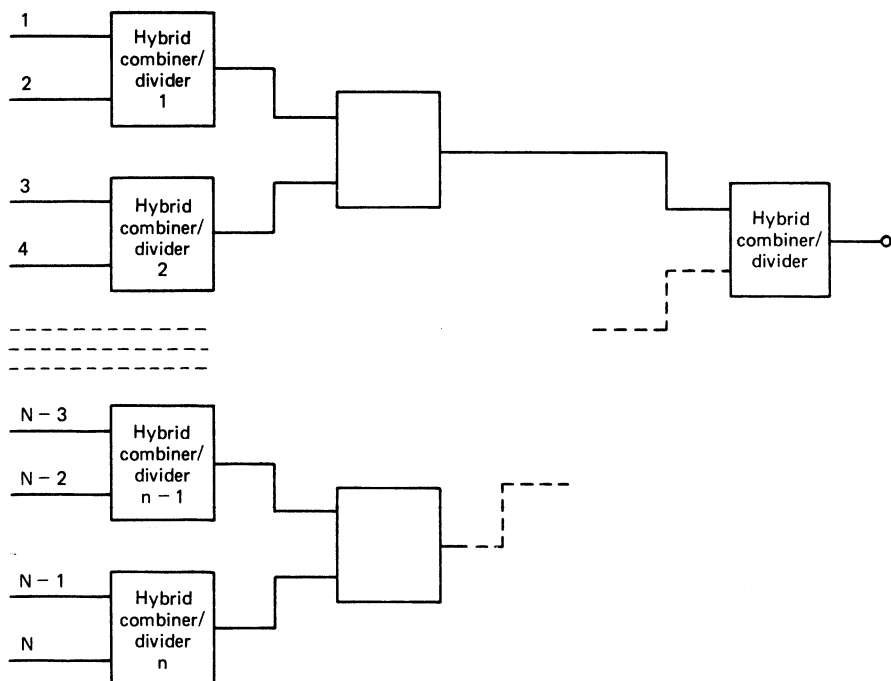 1
Hybrid
combiner/
divider
1
2
3
Hybrid
combiner/
divider
2
4
Hybrid
combiner/
divider
N – 3
Hybrid
combiner/
divider
n – 1
N – 2
N – 1
Hybrid
combiner/
divider
n
N